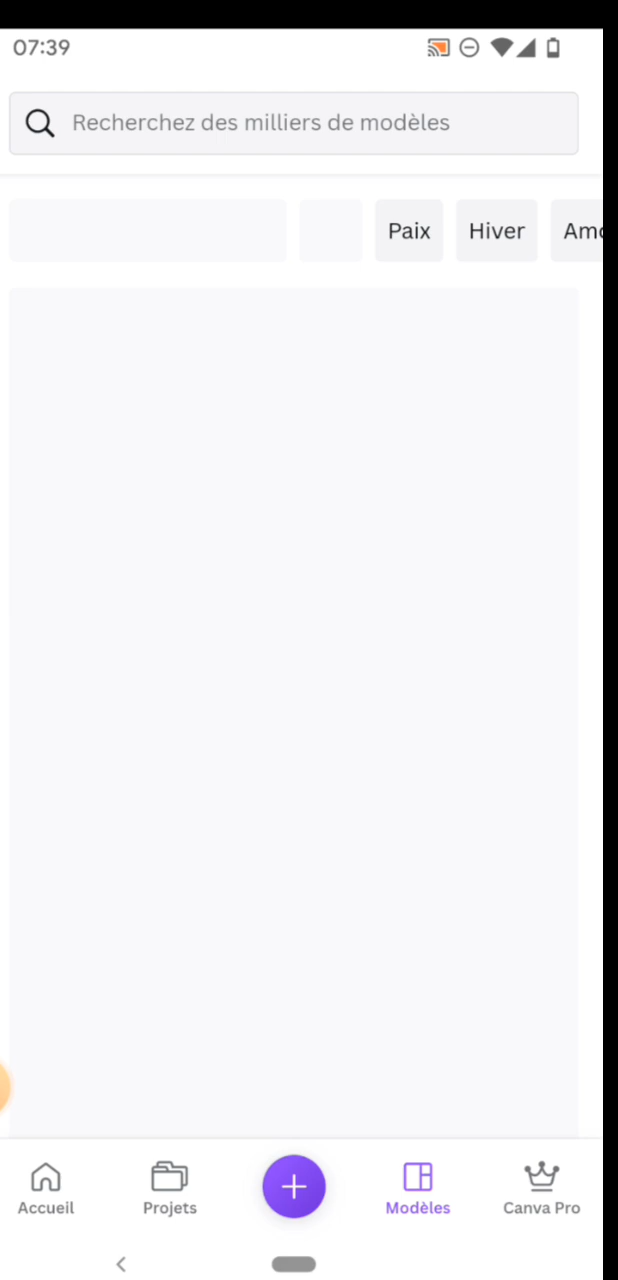 07:39
Recherchez des milliers de modèles
Paix Hiver
Accueil Projets Modèles Canva Pro